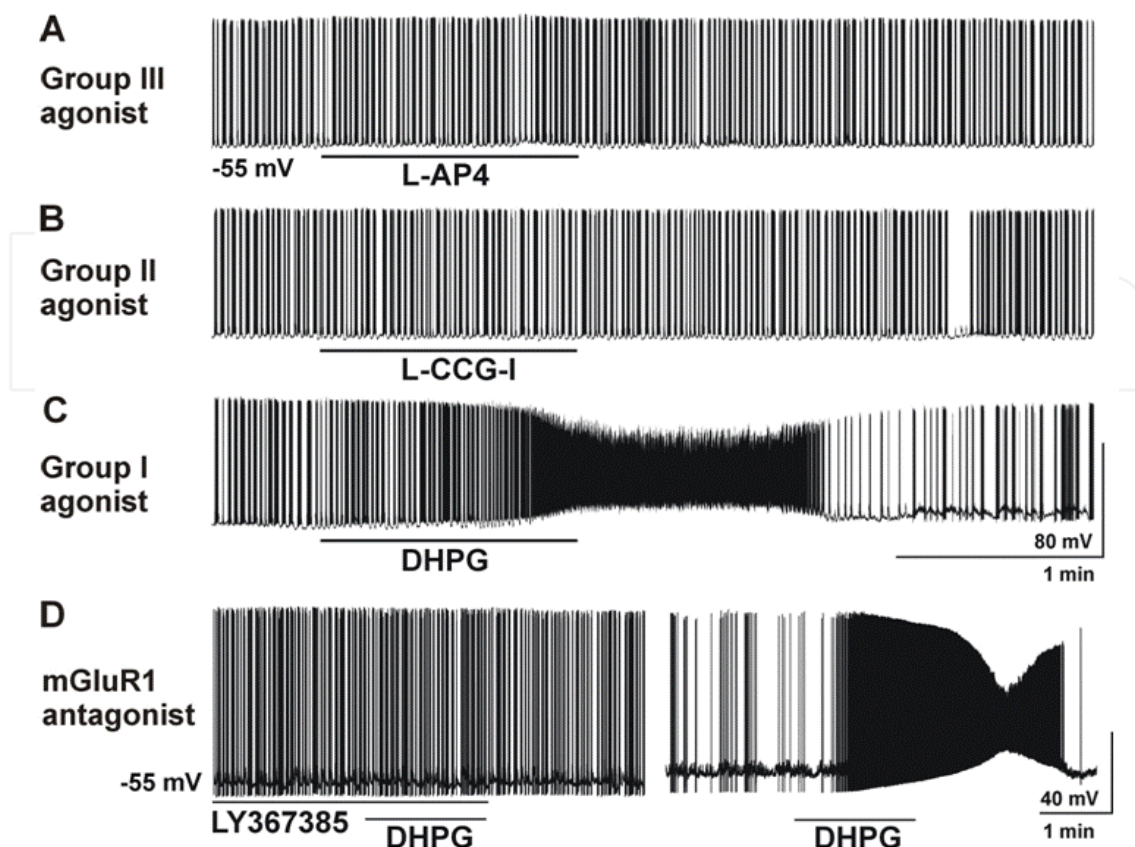 A
Group III
agonist
-55 mV
L-AP4
B
Group II
agonist
L-CCG-I
C
Group I
agonist
DHPG
80 mV
1 min
D
mGluR1
antagonist
-55 mV
LY367385
DHPG
DHPG
40 mV
1 min